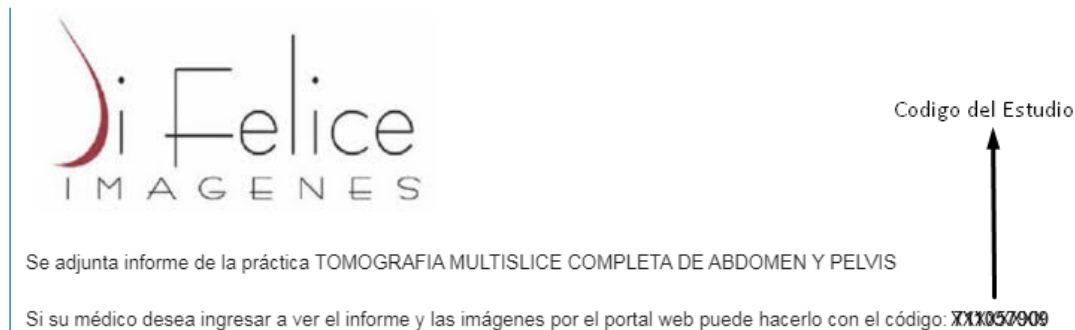 Di Felice
IMAGENES
Codigo del Estudio
Se adjunta informe de la práctica TOMOGRAFIA MULTISLICE COMPLETA DE ABDOMEN Y PELVIS
Si su médico desea ingresar a ver el informe y las imágenes por el portal web puede hacerlo con el código: